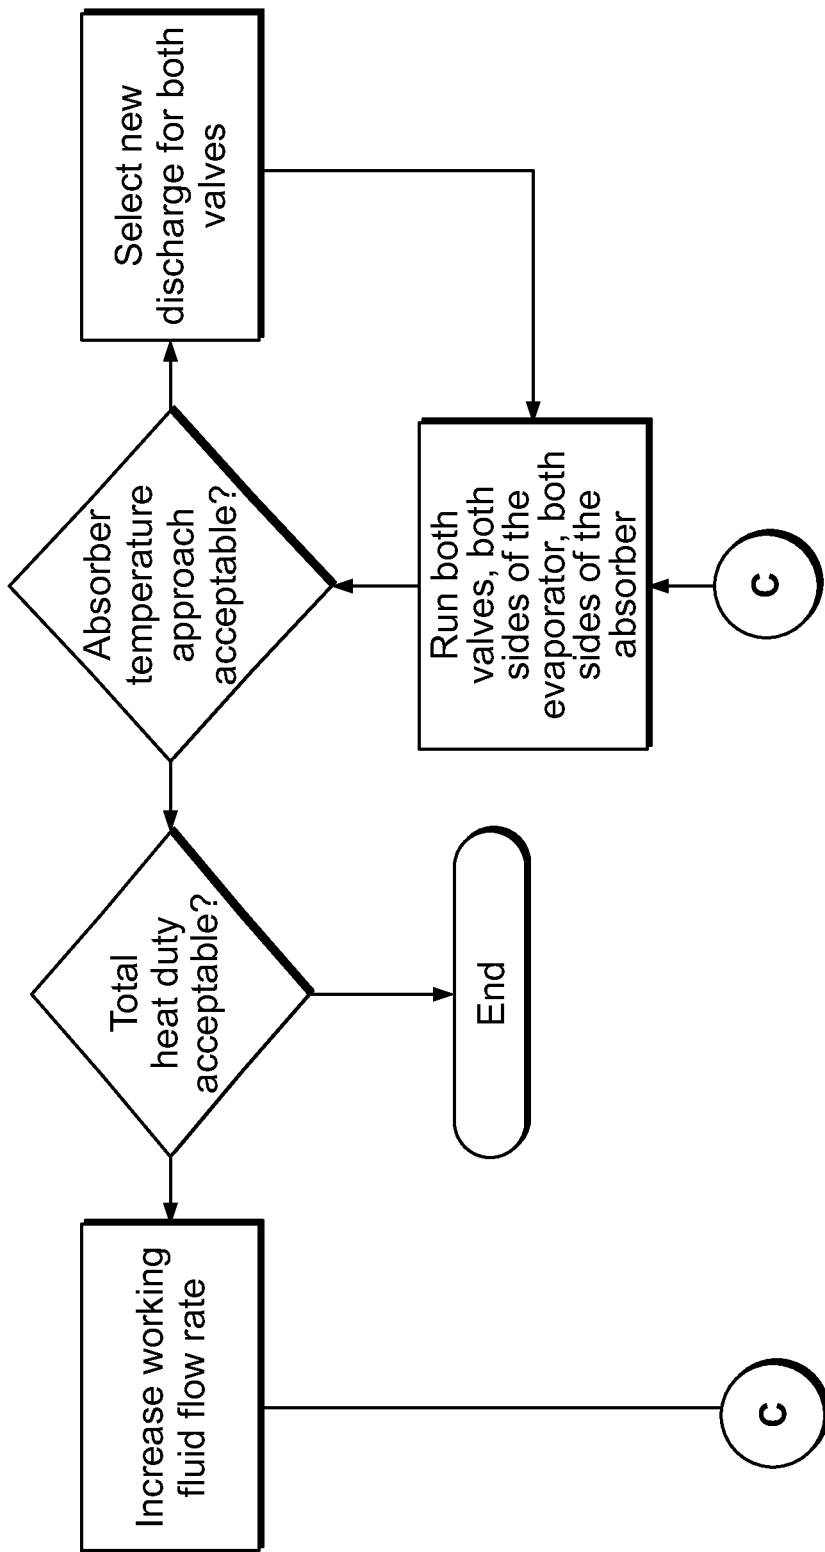 Increase working
fluid flow rate
Total
heat duty
acceptable?
Absorber
temperature
approach
acceptable?
Select new
discharge for both
valves
End
Run both
valves, both
sides of the
evaporator, both
sides of the
absorber
C
C